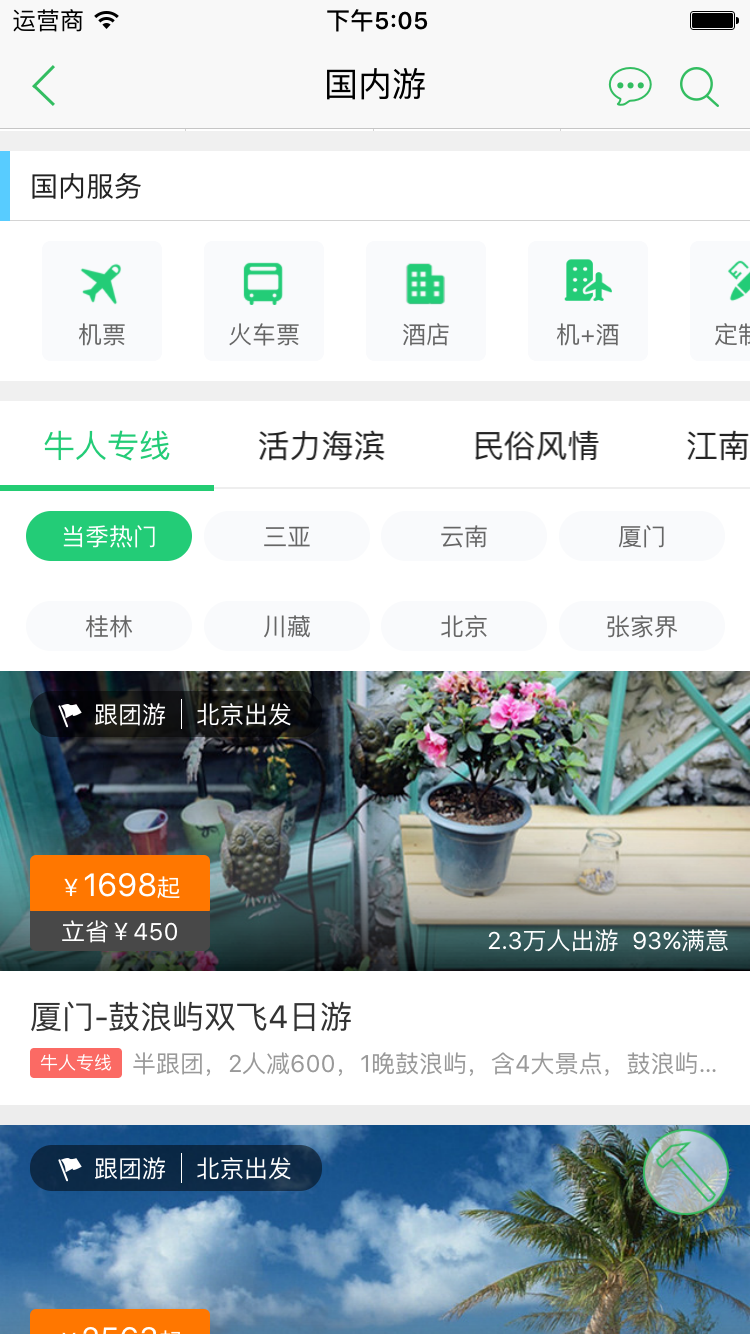 运营商 下午5:05
国内游
国内服务
机票 火车票 酒店 机+酒 定制
牛人专线 活力海滨 民俗风情 江南
当季热门 三亚 云南 厦门
桂林 川藏 北京 张家界
跟团游 北京出发
¥1698起
立省¥450
2.3万人出游 93%满意
厦门-鼓浪屿双飞4日游
牛人专线 半跟团，2人减600，1晚鼓浪屿，含4大景点，鼓浪屿...
跟团游 北京出发